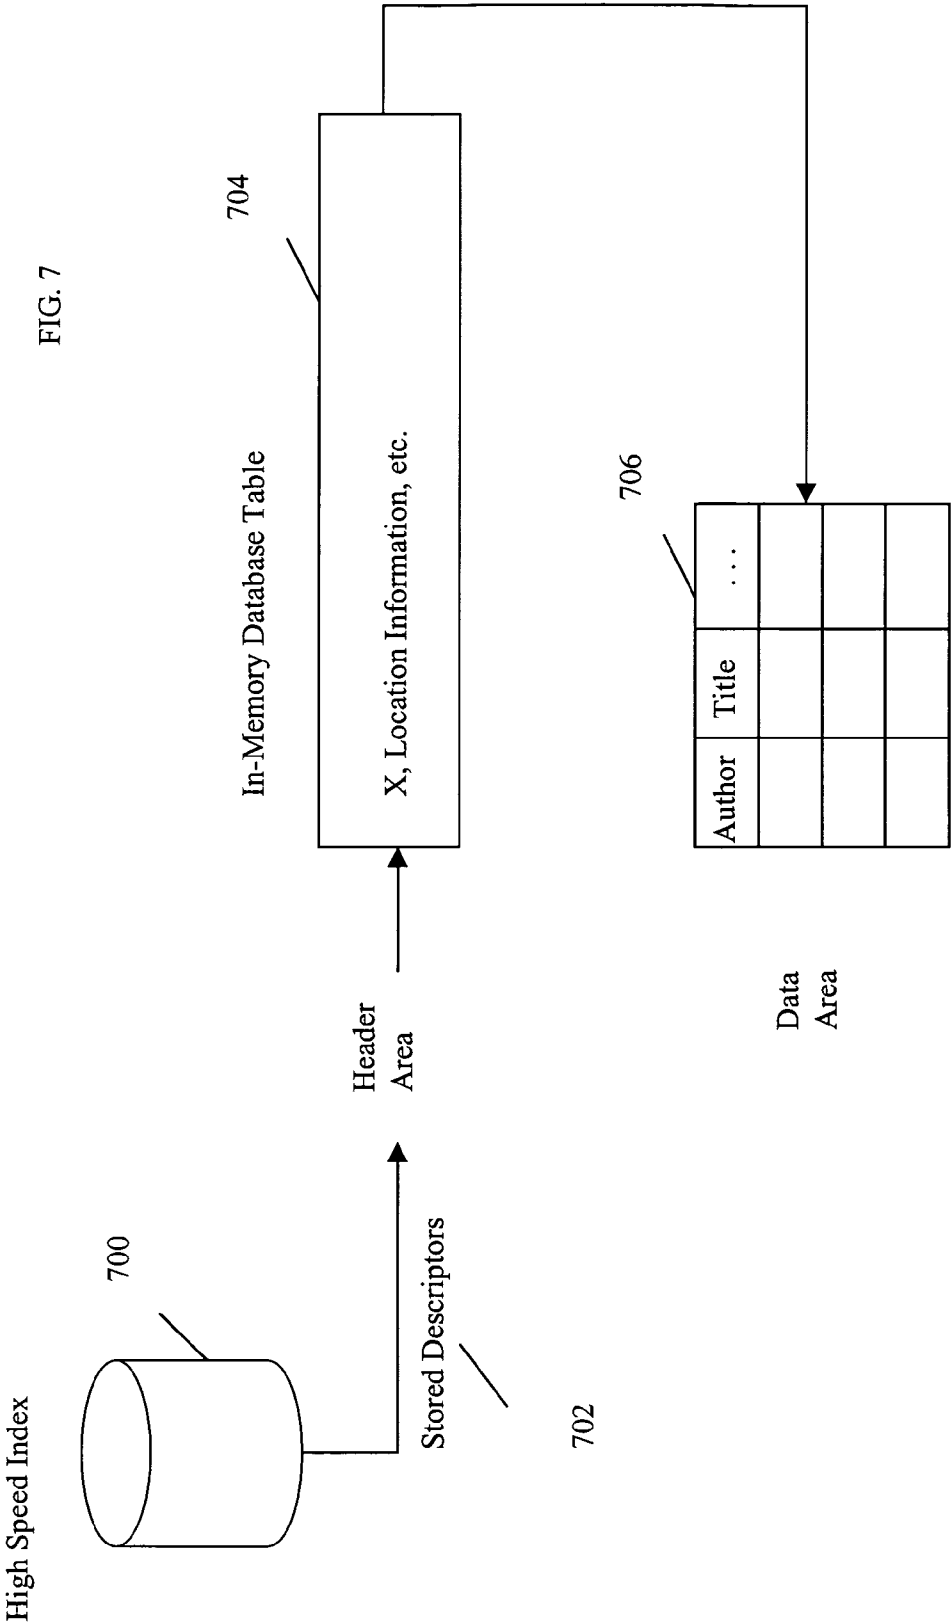 FIG. 7
High Speed Index
700
Stored Descriptors
702
Header
Area
In-Memory Database Table
704
X, Location Information, etc.
Data
Area
706
Author Title . . .